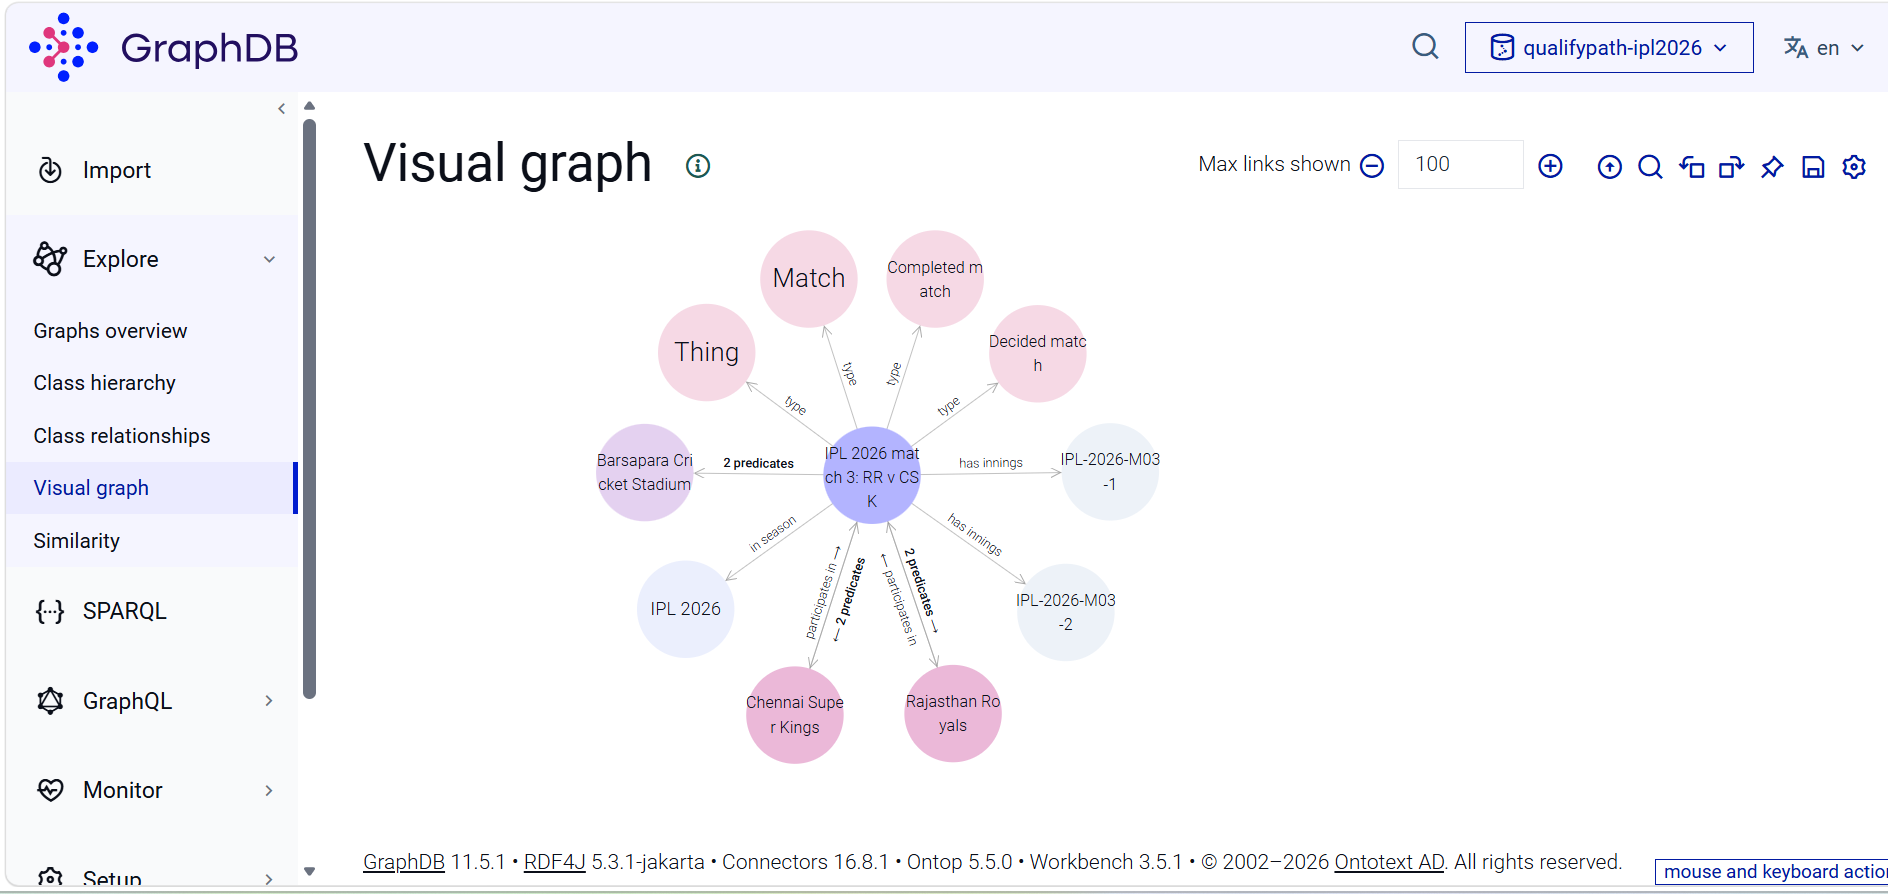 GraphDB
qualifypath-ipl2026
en
Import
Explore
Graphs overview
Class hierarchy
Class relationships
Visual graph
Similarity
SPARQL
GraphQL
Monitor
Setup
Visual graph
Max links shown
100
Match
Completed m
atch
Thing
Decided matc
h
type
type
type
type
Barsapara Cri
cket Stadium
2 predicates
IPL 2026 mat
ch 3: RR v CS
K
has innings
IPL-2026-M03
-1
in season
has innings
IPL 2026
participates in →
← 2 predicates
← participates in
2 predicates →
IPL-2026-M03
-2
Chennai Supe
r Kings
Rajasthan Ro
yals
GraphDB 11.5.1 • RDF4J 5.3.1-jakarta • Connectors 16.8.1 • Ontop 5.5.0 • Workbench 3.5.1 • © 2002–2026 Ontotext AD. All rights reserved.
mouse and keyboard actio